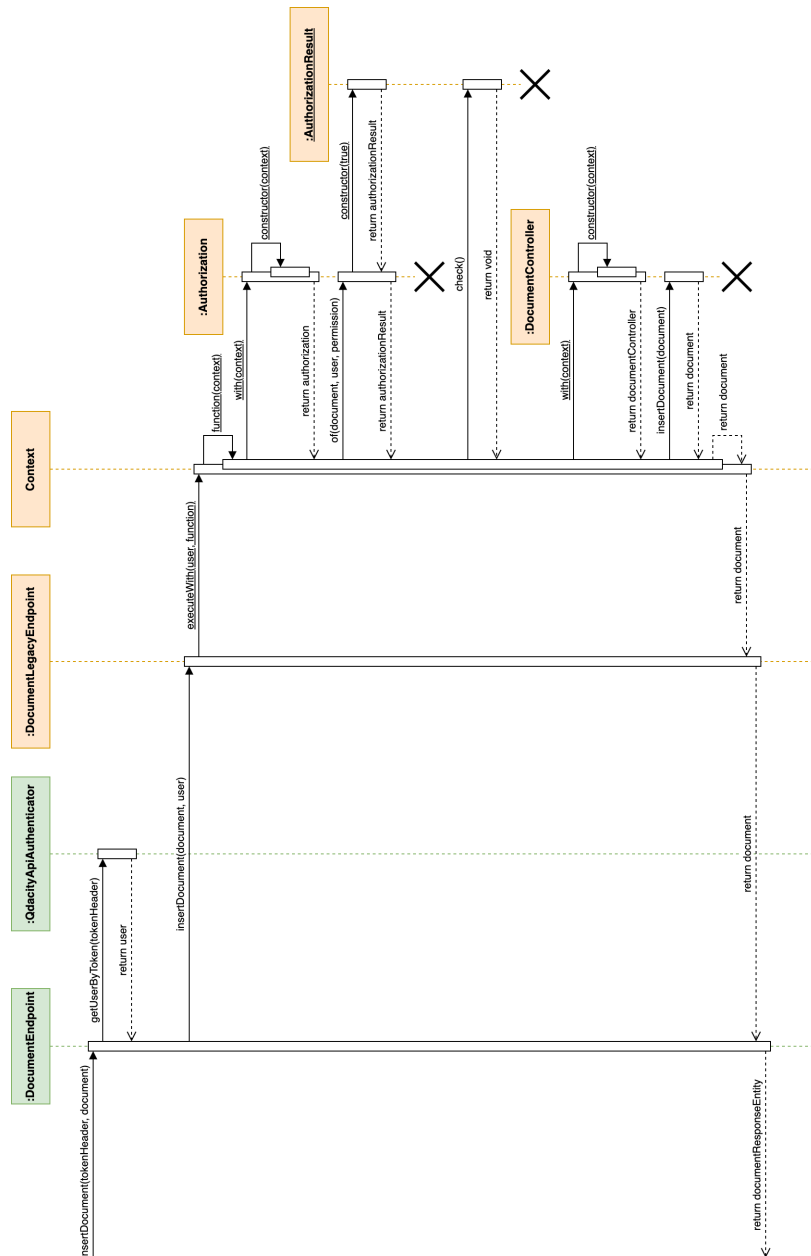 :DocumentEndpoint
:QdacityApiAuthenticator
:DocumentLegacyEndpoint
Context
:Authorization
:AuthorizationResult
:DocumentController
nsertDocument(tokenHeader, document)
getUserByToken(tokenHeader)
return user
insertDocument(document, user)
executeWith(user, function)
function(context)
with(context)
constructor(context)
return authorization
of(document, user, permission)
constructor(true)
return authorizationResult
return authorizationResult
check()
return void
with(context)
constructor(context)
return documentController
insertDocument(document)
return document
return document
return document
return document
return documentResponseEntity